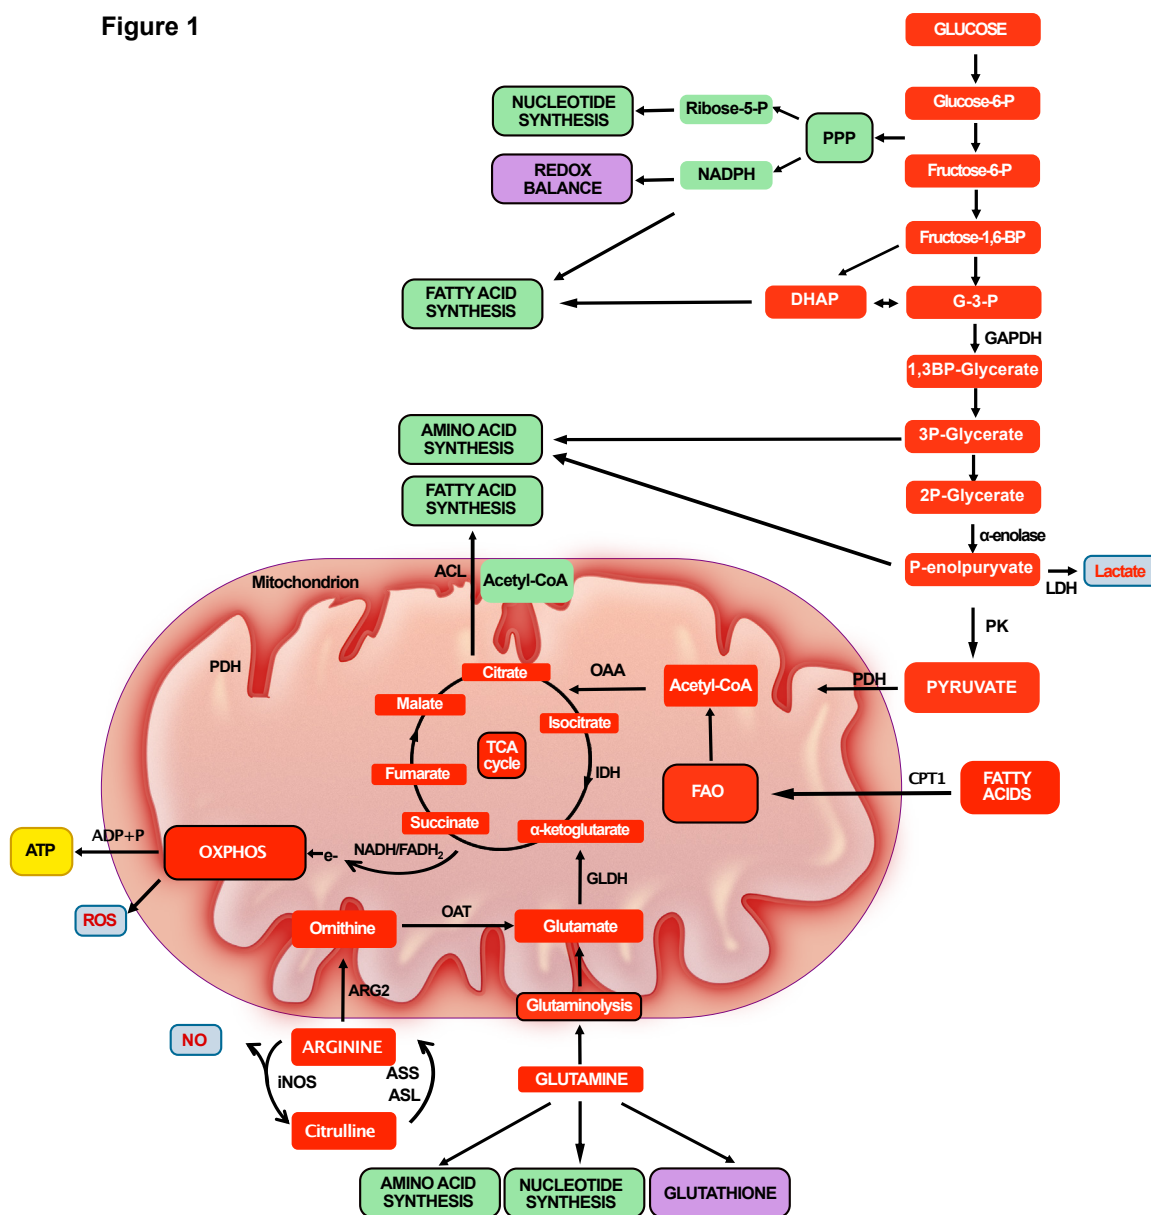 Figure 1
GLUCOSE
Glucose-6-P
NUCLEOTIDE
SYNTHESIS
Ribose-5-P
PPP
REDOX
BALANCE
NADPH
Fructose-6-P
Fructose-1,6-BP
FATTY ACID
SYNTHESIS
DHAP
G-3-P
GAPDH
1,3BP-Glycerate
AMINO ACID
SYNTHESIS
3P-Glycerate
FATTY ACID
SYNTHESIS
2P-Glycerate
α-enolase
P-enolpuryvate
Lactate
LDH
PK
Mitochondrion
ACL
Acetyl-CoA
PDH
Citrate
OAA
Acetyl-CoA
PDH
PYRUVATE
Malate
Isocitrate
TCA
cycle
Fumarate
IDH
FAO
CPT1
FATTY
ACIDS
Succinate
α-ketoglutarate
ATP
ADP+P
OXPHOS
e-
NADH/FADH₂
GLDH
ROS
Ornithine
OAT
Glutamate
ARG2
Glutaminolysis
NO
ARGININE
iNOS
ASS
ASL
GLUTAMINE
Citrulline
AMINO ACID
SYNTHESIS
NUCLEOTIDE
SYNTHESIS
GLUTATHIONE